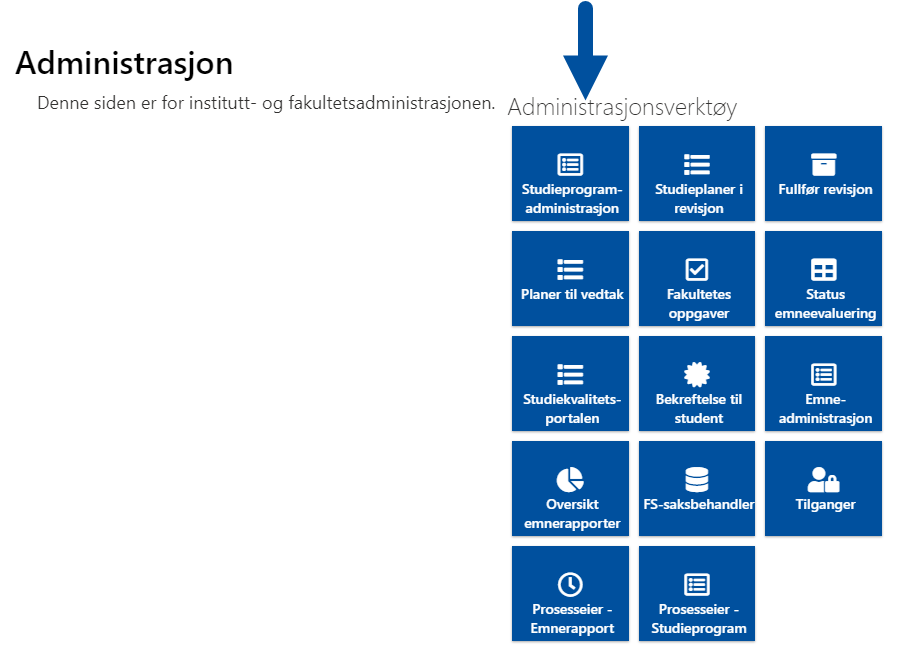 Administrasjon
Denne siden er for institutt- og fakultetsadministrasjonen.
Administrasjonsverktøy
Studieprogram-
administrasjon
Studieplaner i
revisjon
Fullfør revisjon
Planer til vedtak
Fakultetes
oppgaver
Status
emneevaluering
Studiekvalitets-
portalen
Bekreftelse til
student
Emne-
administrasjon
Oversikt
emnerapporter
FS-saksbehandler
Tilganger
Prosesseier -
Emnerapport
Prosesseier -
Studieprogram